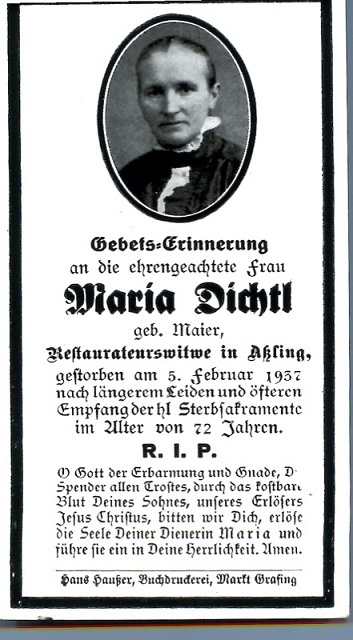 Gebets-Erinnerung
an die ehrengeachtete Frau
Maria Dichtl
geb. Maier,
Restaurateurswitwe in Aßling,
gestorben am 5. Februar 1937
nach längerem Leiden und öfteren
Empfang der hl Sterbsakramente
im Alter von 72 Jahren.
R. I. P.
O Gott der Erbarmung und Gnade, D
Spender allen Trostes, durch das kostbar
Blut Deines Sohnes, unseres Erlösers
Jesus Christus, bitten wir Dich, erlöse
die Seele Deiner Dienerin Maria und
führe sie ein in Deine Herrlichkeit. Amen.
Hans Haußer, Buchdruckerei, Markt Grafing